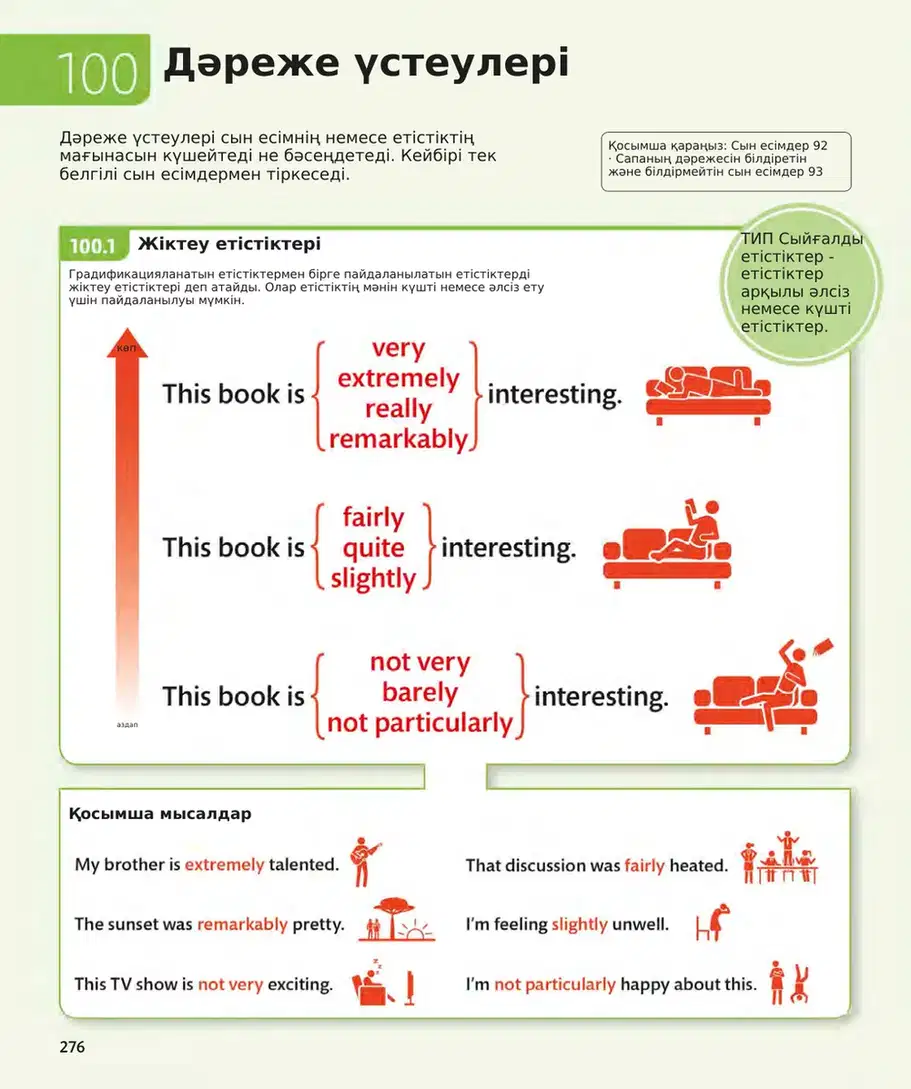 100 Дәреже үстеулері
Дәреже үстеулері сын есімнің немесе етістіктің
мағынасын күшейтеді не бәсеңдетеді. Кейбірі тек
белгілі сын есімдермен тіркеседі.
Қосымша қараңыз: Сын есімдер 92
· Сапаның дәрежесін білдіретін
және білдірмейтін сын есімдер 93
100.1 Жіктеу етістіктері
Градификацияланатын етістіктермен бірге пайдаланылатын етістіктерді
жіктеу етістіктері деп атайды. Олар етістіктің мәнін күшті немесе әлсіз ету
үшін пайдаланылуы мүмкін.
ТИП Сыйғалды
етістіктер -
етістіктер
арқылы әлсіз
немесе күшті
етістіктер.
көп
very
extremely
This book is
interesting.
really
remarkably
fairly
This book is
quite
interesting.
slightly
not very
This book is
barely
interesting.
not particularly
аздап
Қосымша мысалдар
My brother is extremely talented.
That discussion was fairly heated.
The sunset was remarkably pretty.
I'm feeling slightly unwell.
This TV show is not very exciting.
I'm not particularly happy about this.
z
z
z
276